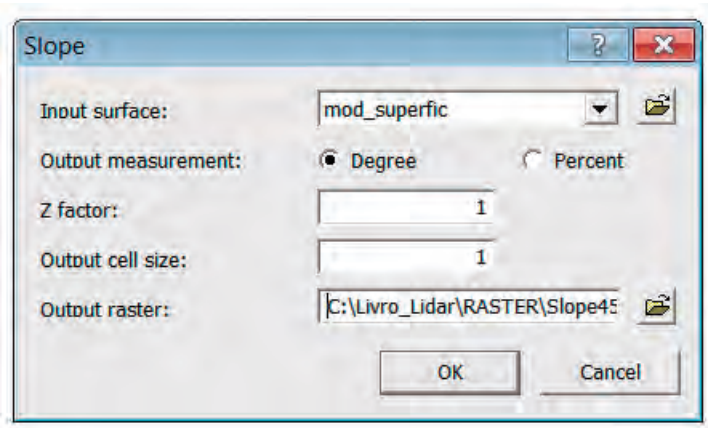 Slope
Input surface: mod_superfic
Output measurement: Degree Percent
Z factor: 1
Output cell size: 1
Output raster: C:\Livro_Lidar\RASTER\Slope45
OK Cancel